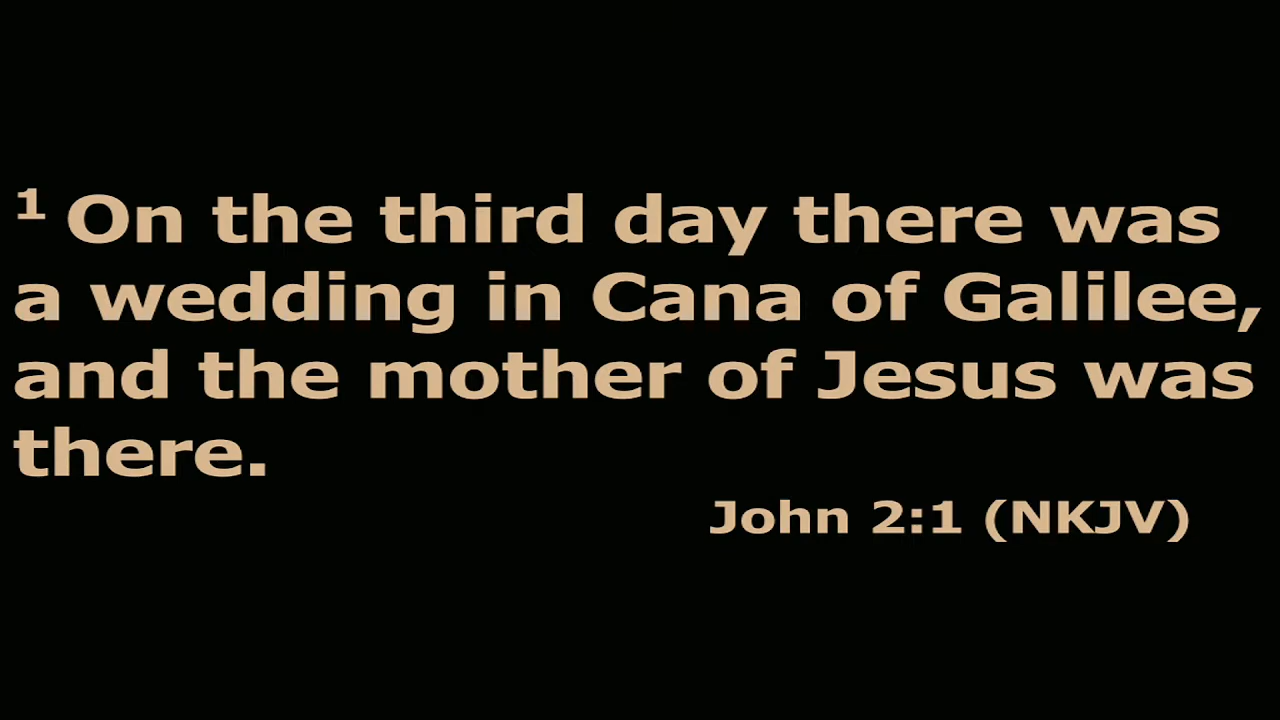 1 On the third day there was
a wedding in Cana of Galilee,
and the mother of Jesus was
there.
John 2:1 (NKJV)